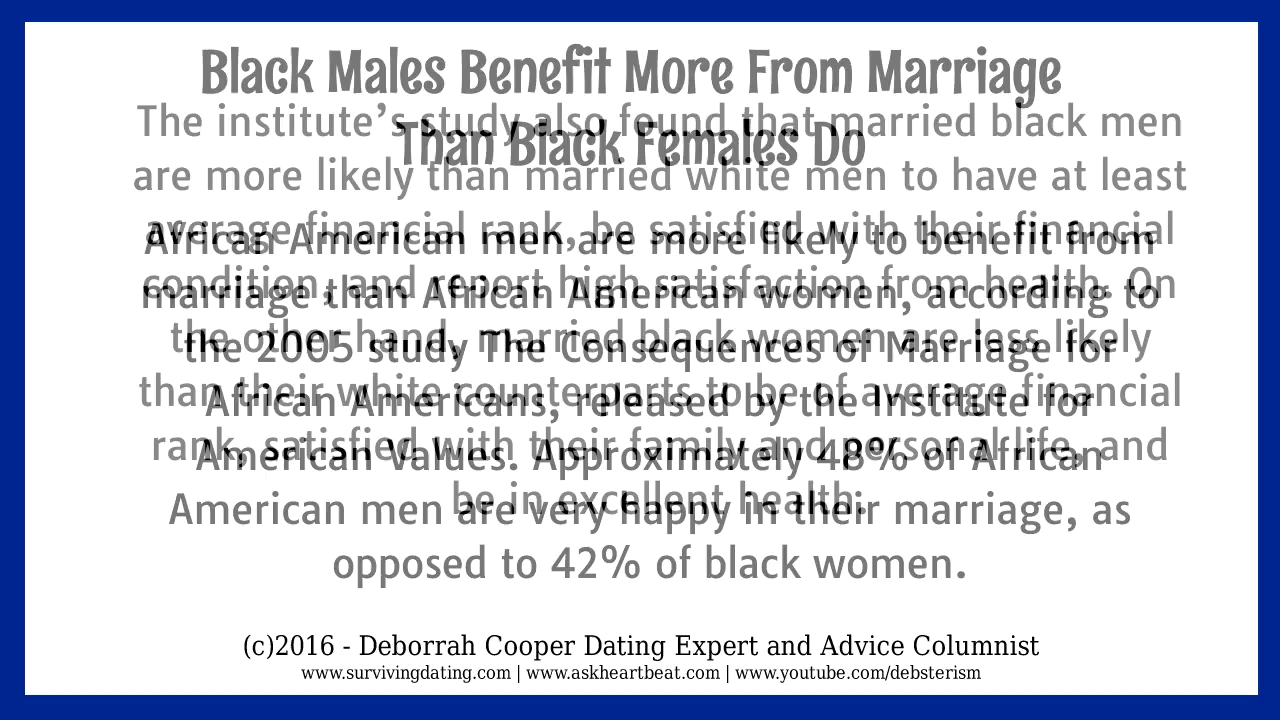 Black Males Benefit More From Marriage
Than Black Females Do
African American men are more likely to benefit from
marriage than African American women, according to
the 2005 study The Consequences of Marriage for
African Americans, released by the Institute for
American Values. Approximately 48% of African
American men are very happy in their marriage, as
opposed to 42% of black women.
The institute’s study also found that married black men
are more likely than married white men to have at least
average financial rank, be satisfied with their financial
condition, and report high satisfaction from health. On
the other hand, married black women are less likely
than their white counterparts to be of average financial
rank, satisfied with their family and personal life, and
be in excellent health.
(c)2016 - Deborrah Cooper Dating Expert and Advice Columnist
www.survivingdating.com | www.askheartbeat.com | www.youtube.com/debsterism